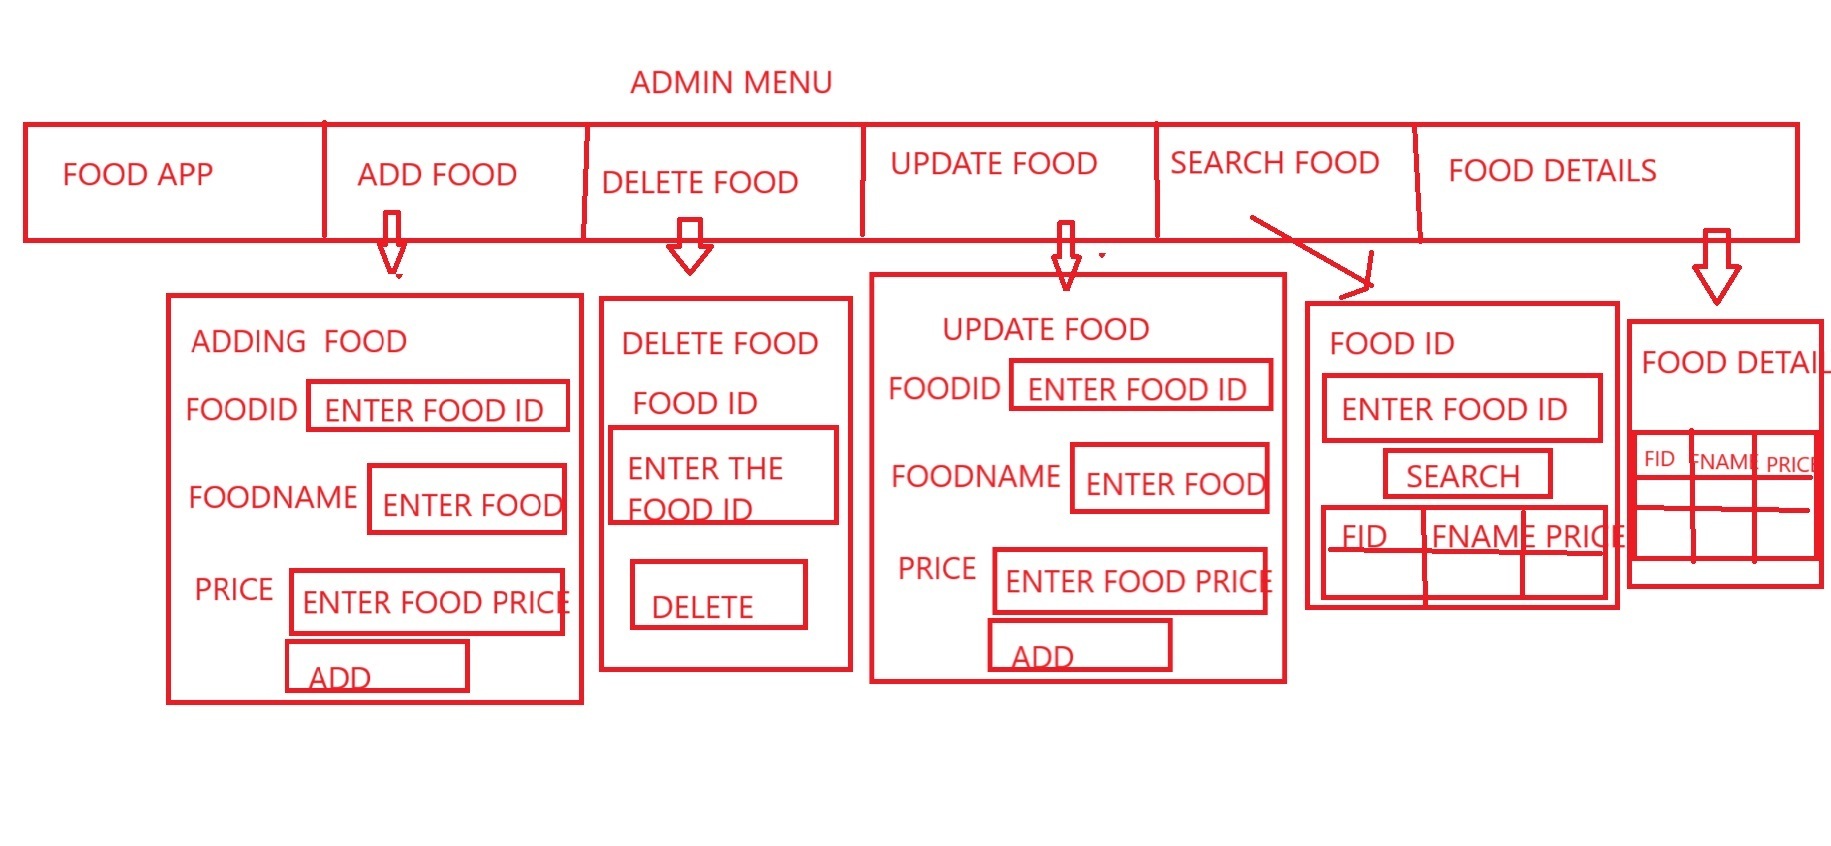 ADMIN MENU
FOOD APP
ADD FOOD
DELETE FOOD
UPDATE FOOD
SEARCH FOOD
FOOD DETAILS
ADDING FOOD
FOODID
ENTER FOOD ID
FOODNAME
ENTER FOOD
PRICE
ENTER FOOD PRICE
ADD
DELETE FOOD
FOOD ID
ENTER THE
FOOD ID
DELETE
UPDATE FOOD
FOODID
ENTER FOOD ID
FOODNAME
ENTER FOOD
PRICE
ENTER FOOD PRICE
ADD
FOOD ID
ENTER FOOD ID
SEARCH
FID FNAME PRICE
FOOD DETAIL
FID FNAME PRICE